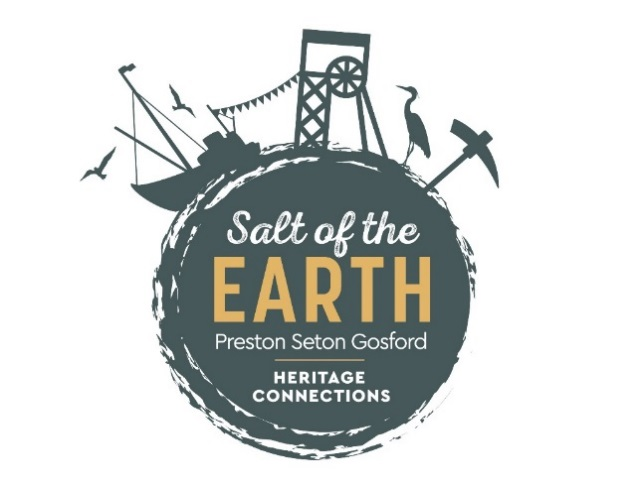 Salt of the
EARTH
Preston Seton Gosford
HERITAGE
CONNECTIONS